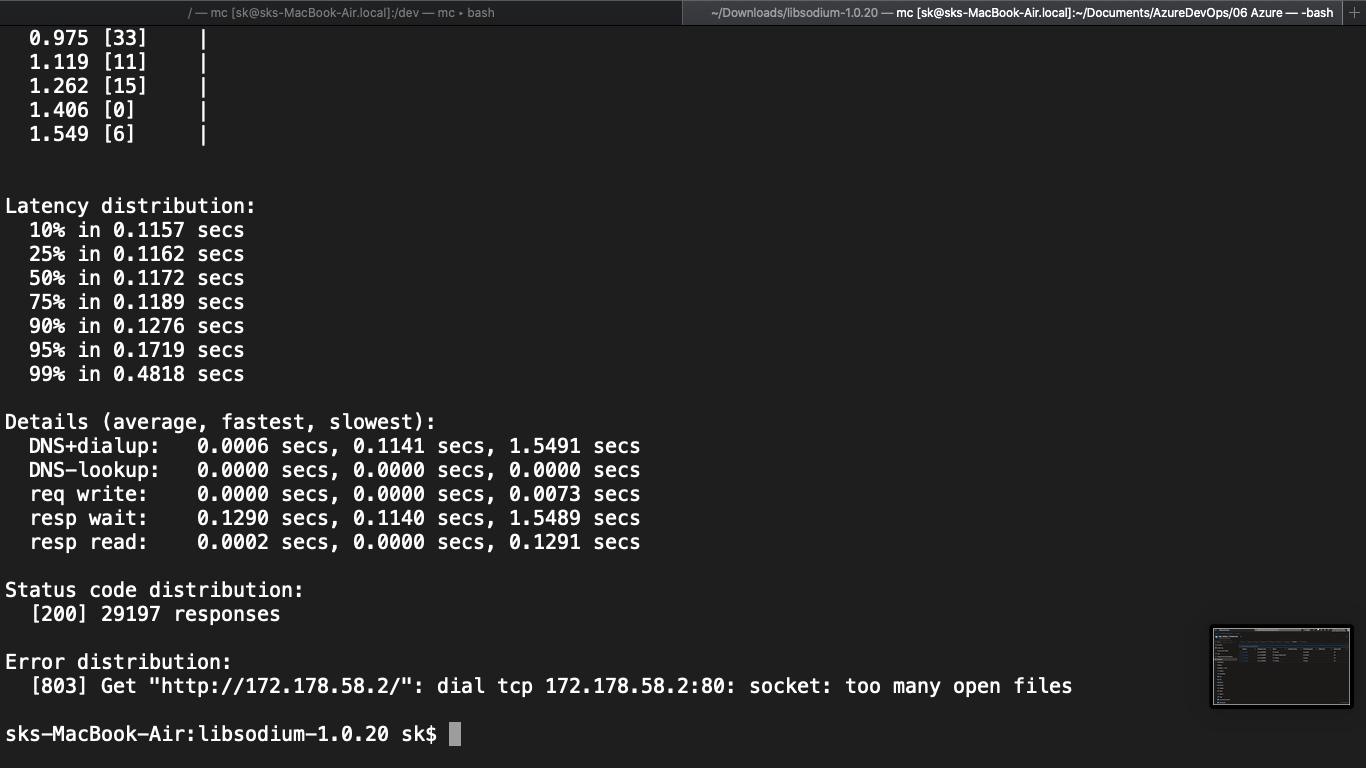 / — mc [sk@sks-MacBook-Air.local]:/dev — mc ‣ bash
~/Downloads/libsodium-1.0.20 — mc [sk@sks-MacBook-Air.local]:~/Documents/AzureDevOps/06 Azure — -bash
0.975 [33] |
1.119 [11] |
1.262 [15] |
1.406 [0] |
1.549 [6] |
Latency distribution:
10% in 0.1157 secs
25% in 0.1162 secs
50% in 0.1172 secs
75% in 0.1189 secs
90% in 0.1276 secs
95% in 0.1719 secs
99% in 0.4818 secs
Details (average, fastest, slowest):
DNS+dialup: 0.0006 secs, 0.1141 secs, 1.5491 secs
DNS-lookup: 0.0000 secs, 0.0000 secs, 0.0000 secs
req write: 0.0000 secs, 0.0000 secs, 0.0073 secs
resp wait: 0.1290 secs, 0.1140 secs, 1.5489 secs
resp read: 0.0002 secs, 0.0000 secs, 0.1291 secs
Status code distribution:
[200] 29197 responses
Error distribution:
[803] Get "http://172.178.58.2/": dial tcp 172.178.58.2:80: socket: too many open files
sks-MacBook-Air:libsodium-1.0.20 sk$